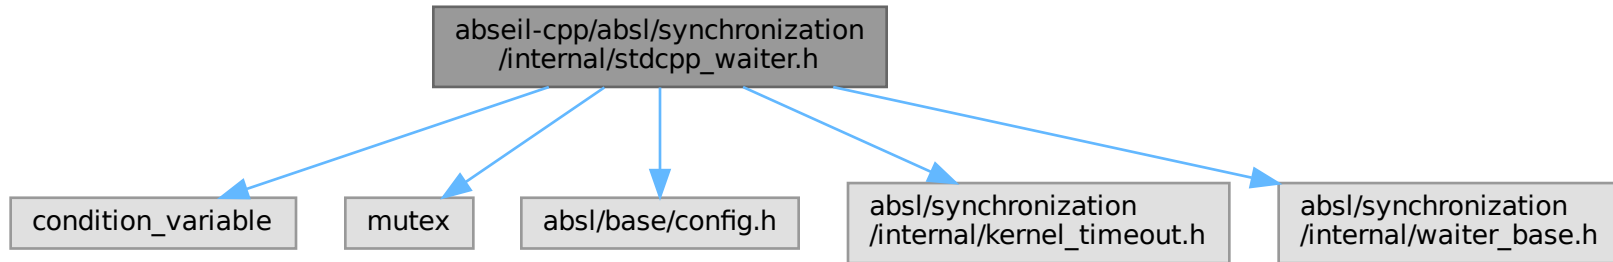 abseil-cpp/absl/synchronization
/internal/stdcpp_waiter.h
condition_variable
mutex
absl/base/config.h
absl/synchronization
/internal/kernel_timeout.h
absl/synchronization
/internal/waiter_base.h